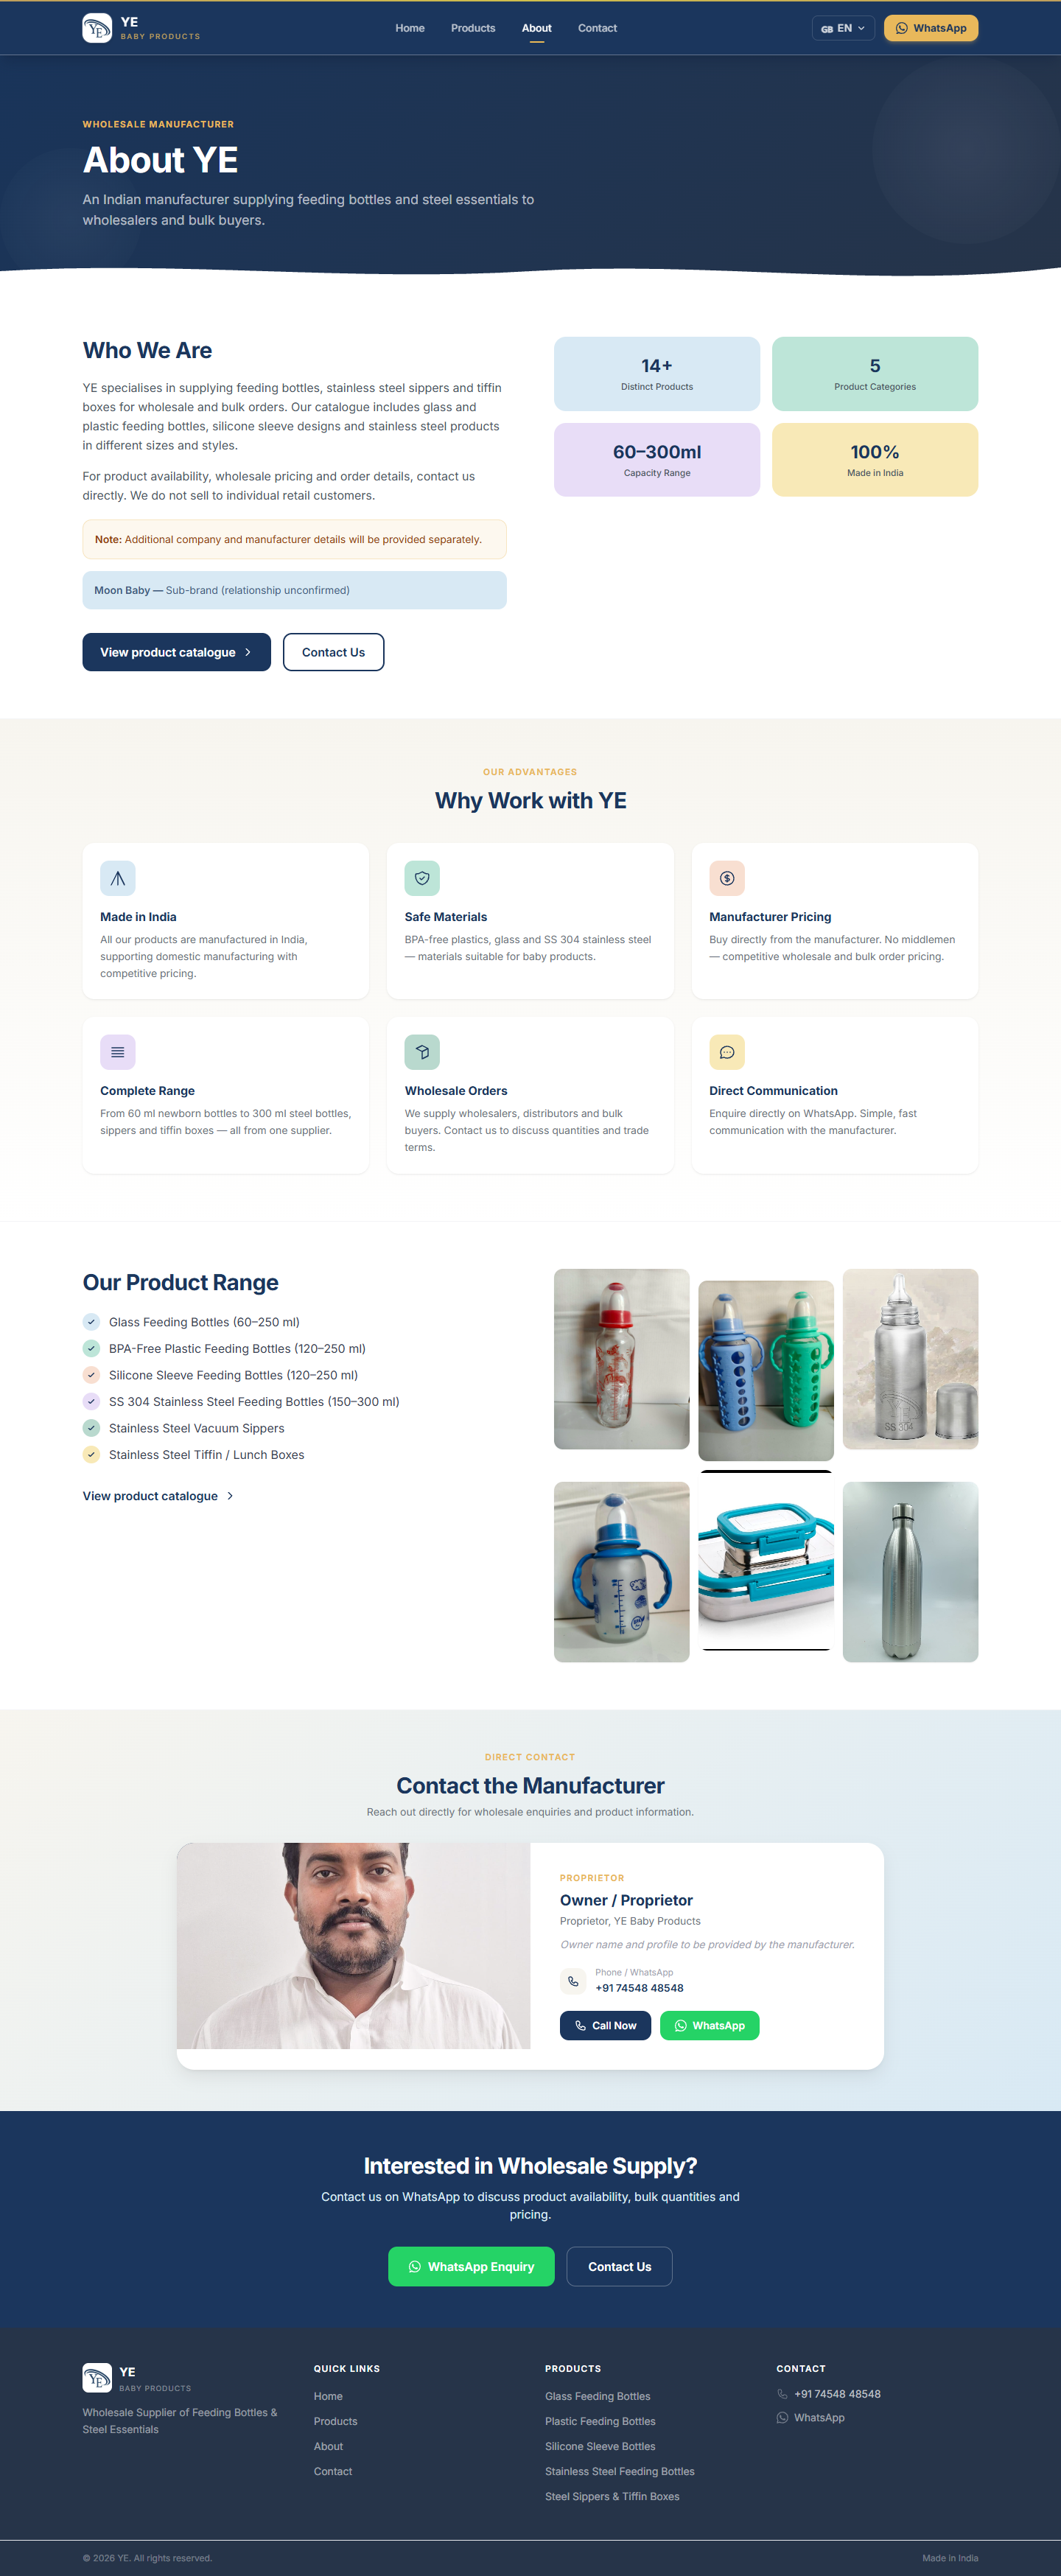 YE
BABY PRODUCTS
Home
Products
About
Contact
GB EN
WhatsApp
WHOLESALE MANUFACTURER
About YE
An Indian manufacturer supplying feeding bottles and steel essentials to
wholesalers and bulk buyers.
Who We Are
YE specialises in supplying feeding bottles, stainless steel sippers and tiffin
boxes for wholesale and bulk orders. Our catalogue includes glass and
plastic feeding bottles, silicone sleeve designs and stainless steel products
in different sizes and styles.
For product availability, wholesale pricing and order details, contact us
directly. We do not sell to individual retail customers.
Note: Additional company and manufacturer details will be provided separately.
Moon Baby — Sub-brand (relationship unconfirmed)
View product catalogue
Contact Us
14+
Distinct Products
5
Product Categories
60–300ml
Capacity Range
100%
Made in India
OUR ADVANTAGES
Why Work with YE
Made in India
All our products are manufactured in India,
supporting domestic manufacturing with
competitive pricing.
Safe Materials
BPA-free plastics, glass and SS 304 stainless steel
— materials suitable for baby products.
Manufacturer Pricing
Buy directly from the manufacturer. No middlemen
— competitive wholesale and bulk order pricing.
Complete Range
From 60 ml newborn bottles to 300 ml steel bottles,
sippers and tiffin boxes — all from one supplier.
Wholesale Orders
We supply wholesalers, distributors and bulk
buyers. Contact us to discuss quantities and trade
terms.
Direct Communication
Enquire directly on WhatsApp. Simple, fast
communication with the manufacturer.
Our Product Range
Glass Feeding Bottles (60–250 ml)
BPA-Free Plastic Feeding Bottles (120–250 ml)
Silicone Sleeve Feeding Bottles (120–250 ml)
SS 304 Stainless Steel Feeding Bottles (150–300 ml)
Stainless Steel Vacuum Sippers
Stainless Steel Tiffin / Lunch Boxes
View product catalogue
SS 304
DIRECT CONTACT
Contact the Manufacturer
Reach out directly for wholesale enquiries and product information.
PROPRIETOR
Owner / Proprietor
Proprietor, YE Baby Products
Owner name and profile to be provided by the manufacturer.
Phone / WhatsApp
+91 74548 48548
Call Now
WhatsApp
Interested in Wholesale Supply?
Contact us on WhatsApp to discuss product availability, bulk quantities and
pricing.
WhatsApp Enquiry
Contact Us
YE
BABY PRODUCTS
Wholesale Supplier of Feeding Bottles &
Steel Essentials
QUICK LINKS
Home
Products
About
Contact
PRODUCTS
Glass Feeding Bottles
Plastic Feeding Bottles
Silicone Sleeve Bottles
Stainless Steel Feeding Bottles
Steel Sippers & Tiffin Boxes
CONTACT
+91 74548 48548
WhatsApp
© 2026 YE. All rights reserved.
Made in India